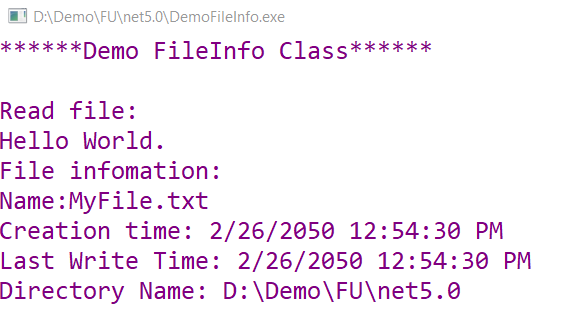 D:\Demo\FU\net5.0\DemoFileInfo.exe
******Demo FileInfo Class******
Read file:
Hello World.
File infomation:
Name:MyFile.txt
Creation time: 2/26/2050 12:54:30 PM
Last Write Time: 2/26/2050 12:54:30 PM
Directory Name: D:\Demo\FU\net5.0